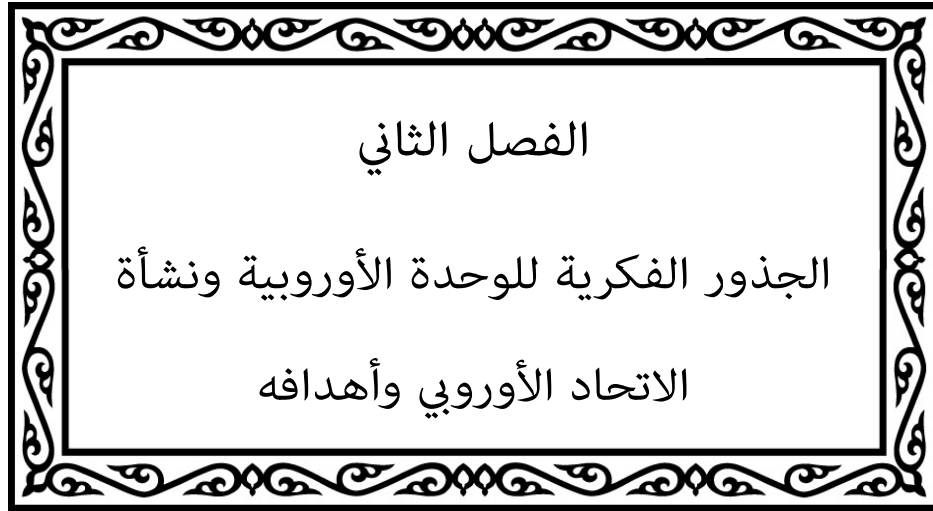 الفصل الثاني
الجذور الفكرية للوحدة الأوروبية ونشأة
الاتحاد الأوروبي وأهدافه